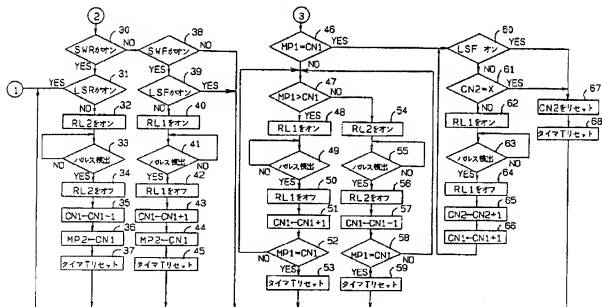 2
30
SWRがオン
NO
YES
31
YES
LSRがオン
1
NO
32
RL2をオン
33
パルス検出
NO
YES
34
RL2をオフ
35
CN1←CN1-1
36
MP2←CN1
37
タイマTリセット
38
SWFがオン
NO
YES
39
LSFがオン
YES
NO
40
RL1をオン
41
パルス検出
NO
YES
42
RL1をオフ
43
CN1←CN1+1
44
MP2←CN1
45
タイマTリセット
3
46
MP1=CN1
YES
NO
47
MP1>CN1
NO
YES
48
RL1をオン
49
パルス検出
NO
YES
50
RL1をオフ
51
CN1←CN1+1
52
MP1=CN1
NO
YES
53
タイマTリセット
54
RL2をオン
55
パルス検出
NO
YES
56
RL2をオフ
57
CN1←CN1-1
58
MP1=CN1
NO
YES
59
タイマTリセット
60
LSF オン
YES
NO
61
CN2=X
YES
NO
62
RL1をオン
63
パルス検出
NO
YES
64
RL1をオフ
65
CN2←CN2+1
66
CN1←CN1+1
67
CN2をリセット
68
タイマTリセット